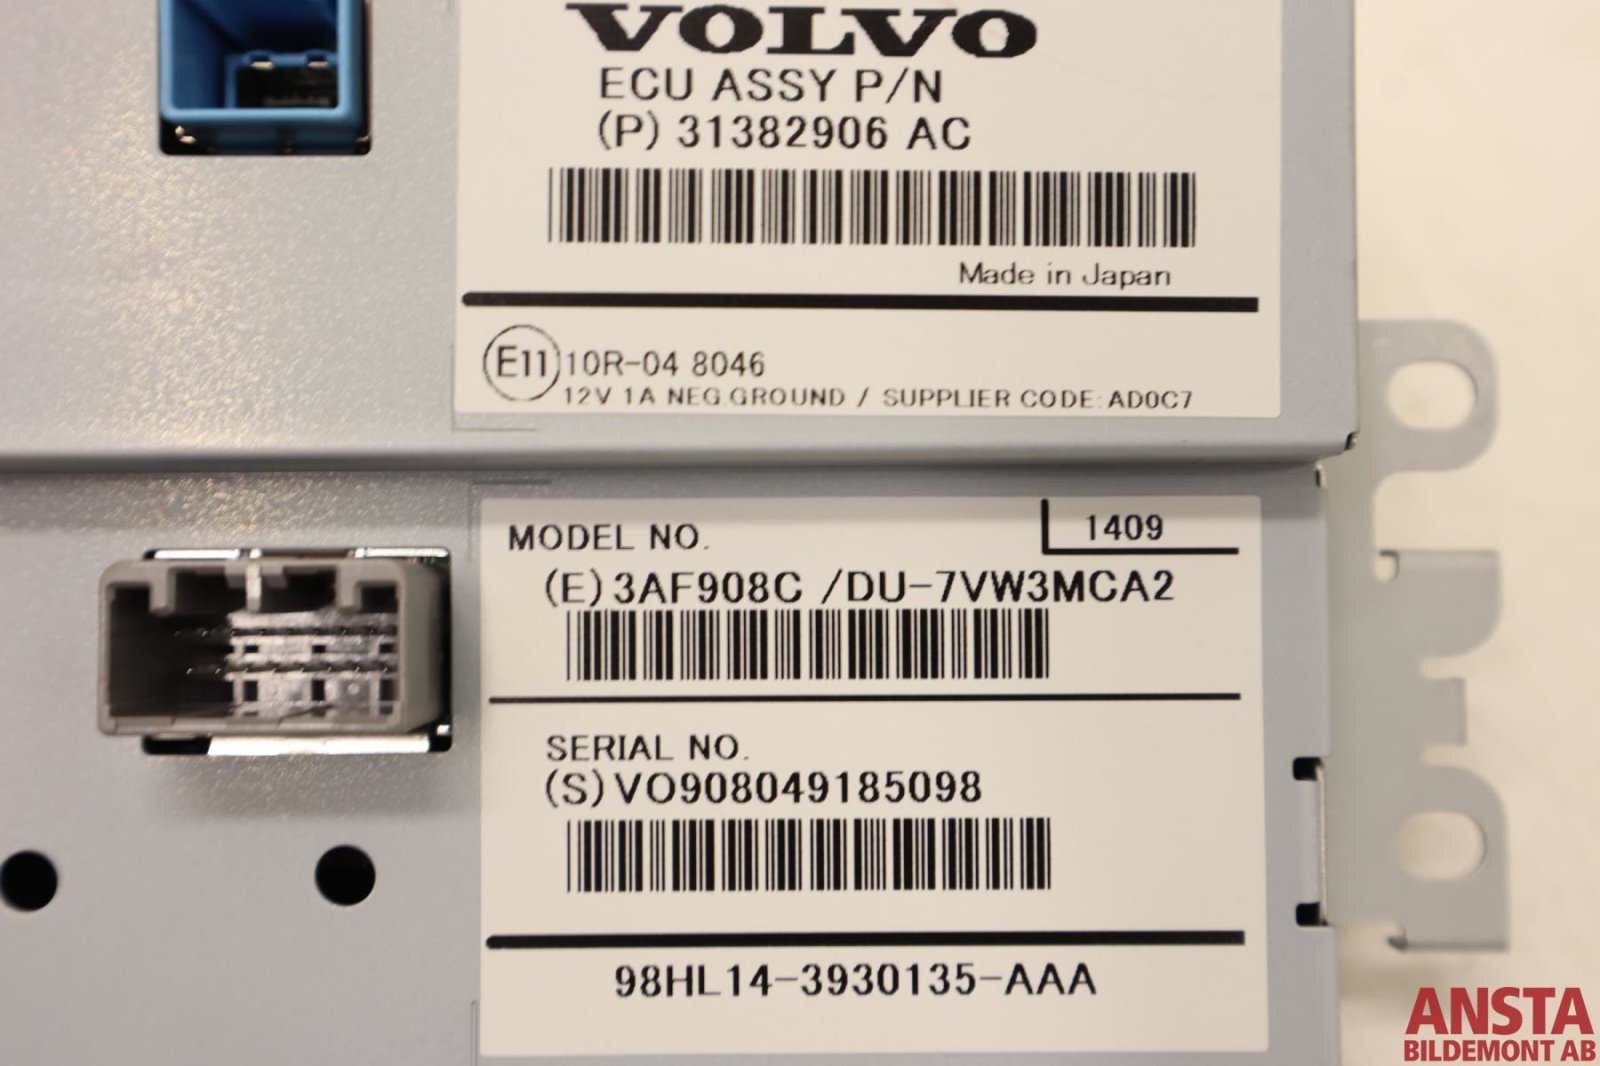 VOLVO
ECU ASSY P/N
(P) 31382906 AC
Made in Japan
E11 10R-04 8046
12V 1A NEG.GROUND / SUPPLIER CODE:AD0C7
MODEL NO.
1409
(E)3AF908C /DU-7VW3MCA2
SERIAL NO.
(S)VO908049185098
98HL14-3930135-AAA
ANSTA
BILDEMONT AB